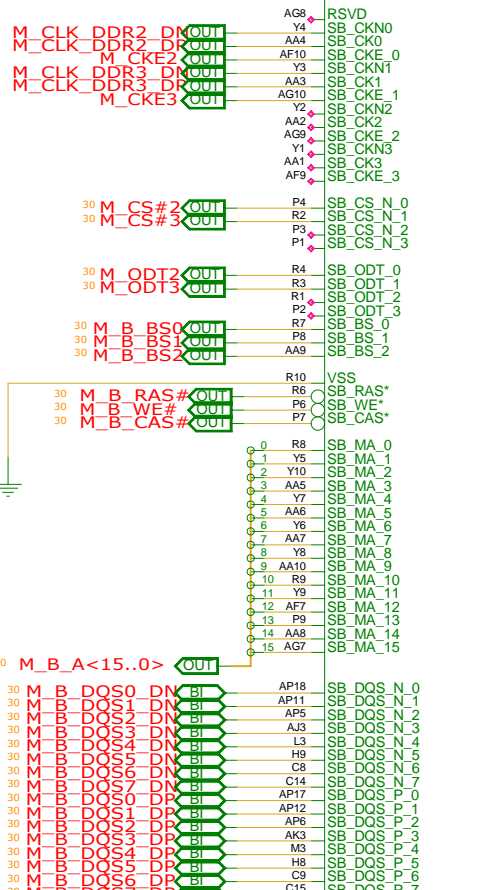 AG8 RSVD
M_CLK_DDR2_DN OUT Y4 SB_CKN0
M_CLK_DDR2_DP OUT AA4 SB_CK0
M_CKE2 OUT AF10 SB_CKE_0
M_CLK_DDR3_DN OUT Y3 SB_CKN1
M_CLK_DDR3_DP OUT AA3 SB_CK1
M_CKE3 OUT AG10 SB_CKE_1
Y2 SB_CKN2
AA2 SB_CK2
AG9 SB_CKE_2
Y1 SB_CKN3
AA1 SB_CK3
AF9 SB_CKE_3
30 M_CS#2 OUT P4 SB_CS_N_0
30 M_CS#3 OUT R2 SB_CS_N_1
P3 SB_CS_N_2
P1 SB_CS_N_3
30 M_ODT2 OUT R4 SB_ODT_0
30 M_ODT3 OUT R3 SB_ODT_1
R1 SB_ODT_2
P2 SB_ODT_3
30 M_B_BS0 OUT R7 SB_BS_0
30 M_B_BS1 OUT P8 SB_BS_1
30 M_B_BS2 OUT AA9 SB_BS_2
R10 VSS
30 M_B_RAS# OUT R6 SB_RAS*
30 M_B_WE# OUT P6 SB_WE*
30 M_B_CAS# OUT P7 SB_CAS*
0 R8 SB_MA_0
1 Y5 SB_MA_1
2 Y10 SB_MA_2
3 AA5 SB_MA_3
4 Y7 SB_MA_4
5 AA6 SB_MA_5
6 Y6 SB_MA_6
7 AA7 SB_MA_7
8 Y8 SB_MA_8
9 AA10 SB_MA_9
10 R9 SB_MA_10
11 Y9 SB_MA_11
12 AF7 SB_MA_12
13 P9 SB_MA_13
14 AA8 SB_MA_14
15 AG7 SB_MA_15
0 M_B_A<15..0> OUT
30 M_B_DQS0_DN BI AP18 SB_DQS_N_0
30 M_B_DQS1_DN BI AP11 SB_DQS_N_1
30 M_B_DQS2_DN BI AP5 SB_DQS_N_2
30 M_B_DQS3_DN BI AJ3 SB_DQS_N_3
30 M_B_DQS4_DN BI L3 SB_DQS_N_4
30 M_B_DQS5_DN BI H9 SB_DQS_N_5
30 M_B_DQS6_DN BI C8 SB_DQS_N_6
30 M_B_DQS7_DN BI C14 SB_DQS_N_7
30 M_B_DQS0_DP BI AP17 SB_DQS_P_0
30 M_B_DQS1_DP BI AP12 SB_DQS_P_1
30 M_B_DQS2_DP BI AP6 SB_DQS_P_2
30 M_B_DQS3_DP BI AK3 SB_DQS_P_3
30 M_B_DQS4_DP BI M3 SB_DQS_P_4
30 M_B_DQS5_DP BI H8 SB_DQS_P_5
30 M_B_DQS6_DP BI C9 SB_DQS_P_6
C15 SB_DQS_P_7